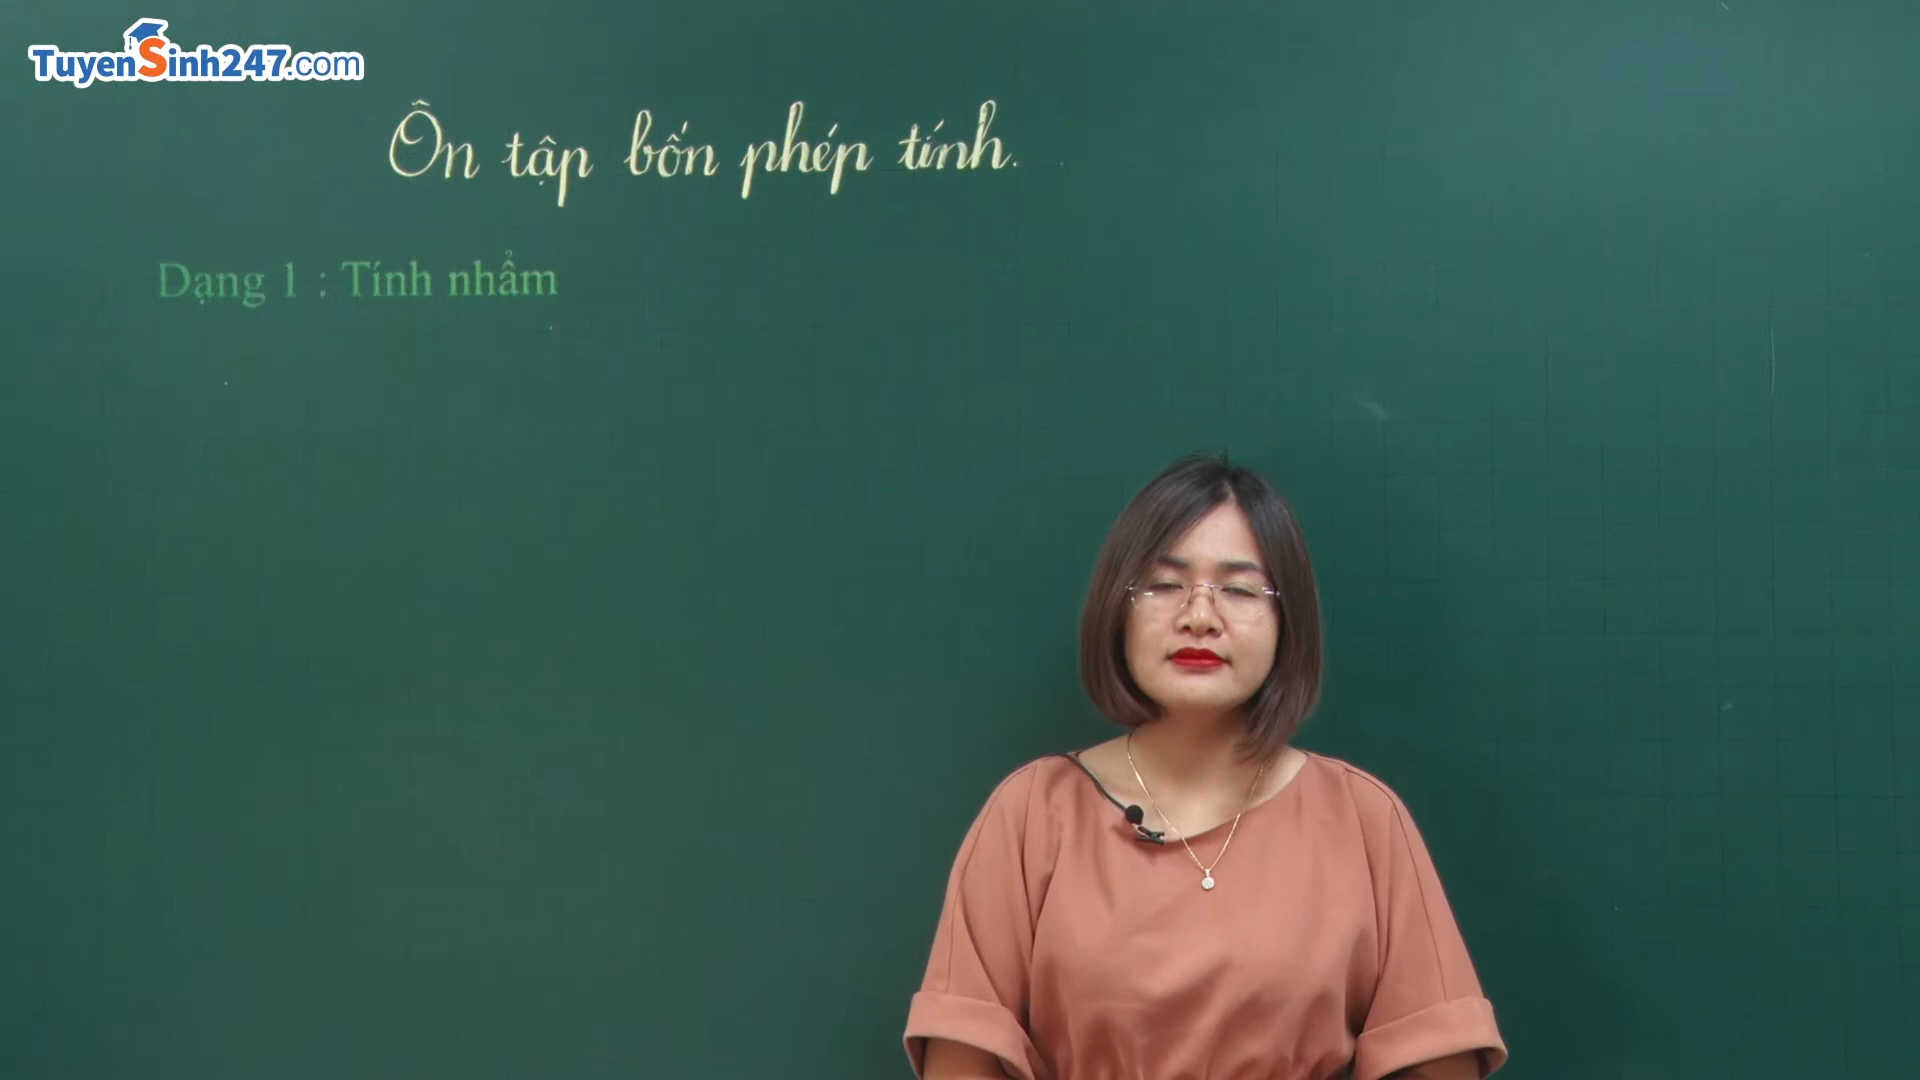 TuyenSinh247.com
Ôn tập bốn phép tính.
Dạng 1 : Tính nhẩm